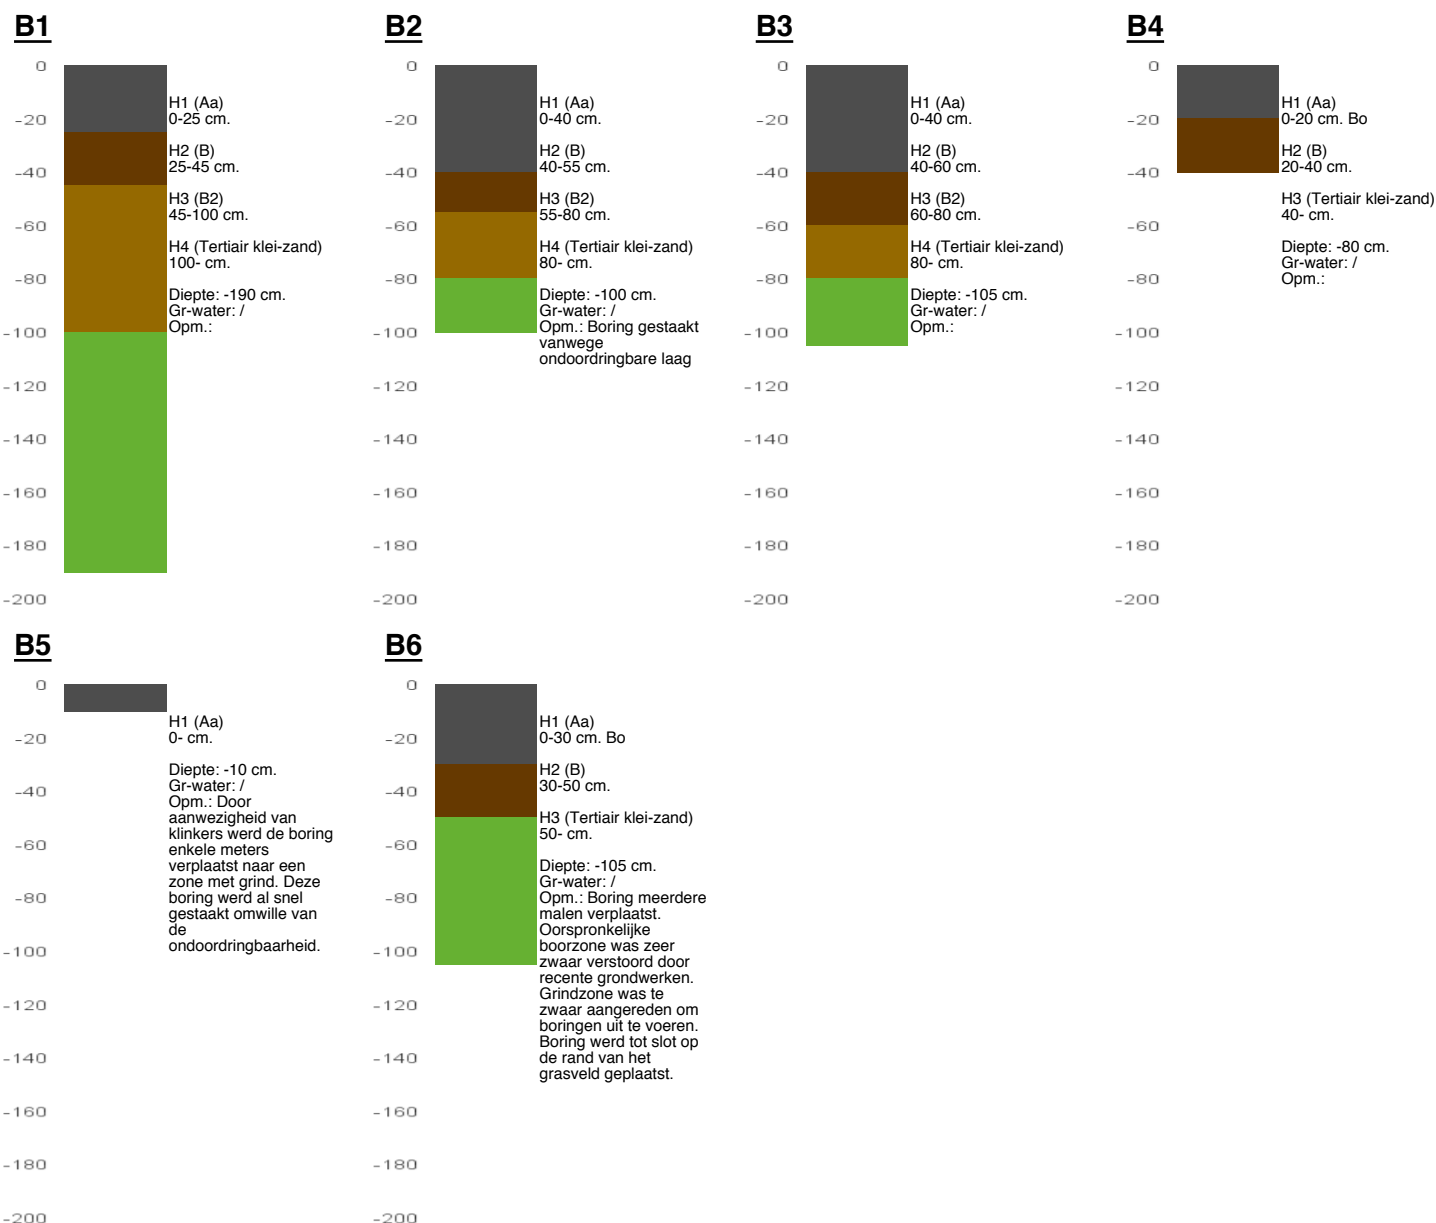 B1
0
-20
-40
-60
-80
-100
-120
-140
-160
-180
-200
H1 (Aa)
0-25 cm.
H2 (B)
25-45 cm.
H3 (B2)
45-100 cm.
H4 (Tertiair klei-zand)
100- cm.
Diepte: -190 cm.
Gr-water: /
Opm.:
B2
0
-20
-40
-60
-80
-100
-120
-140
-160
-180
-200
H1 (Aa)
0-40 cm.
H2 (B)
40-55 cm.
H3 (B2)
55-80 cm.
H4 (Tertiair klei-zand)
80- cm.
Diepte: -100 cm.
Gr-water: /
Opm.: Boring gestaakt
vanwege
ondoordringbare laag
B3
0
-20
-40
-60
-80
-100
-120
-140
-160
-180
-200
H1 (Aa)
0-40 cm.
H2 (B)
40-60 cm.
H3 (B2)
60-80 cm.
H4 (Tertiair klei-zand)
80- cm.
Diepte: -105 cm.
Gr-water: /
Opm.:
B4
0
-20
-40
-60
-80
-100
-120
-140
-160
-180
-200
H1 (Aa)
0-20 cm. Bo
H2 (B)
20-40 cm.
H3 (Tertiair klei-zand)
40- cm.
Diepte: -80 cm.
Gr-water: /
Opm.:
B5
0
-20
-40
-60
-80
-100
-120
-140
-160
-180
-200
H1 (Aa)
0- cm.
Diepte: -10 cm.
Gr-water: /
Opm.: Door
aanwezigheid van
klinkers werd de boring
enkele meters
verplaatst naar een
zone met grind. Deze
boring werd al snel
gestaakt omwille van
de
ondoordringbaarheid.
B6
0
-20
-40
-60
-80
-100
-120
-140
-160
-180
-200
H1 (Aa)
0-30 cm. Bo
H2 (B)
30-50 cm.
H3 (Tertiair klei-zand)
50- cm.
Diepte: -105 cm.
Gr-water: /
Opm.: Boring meerdere
malen verplaatst.
Oorspronkelijke
boorzone was zeer
zwaar verstoord door
recente grondwerken.
Grindzone was te
zwaar aangereden om
boringen uit te voeren.
Boring werd tot slot op
de rand van het
grasveld geplaatst.